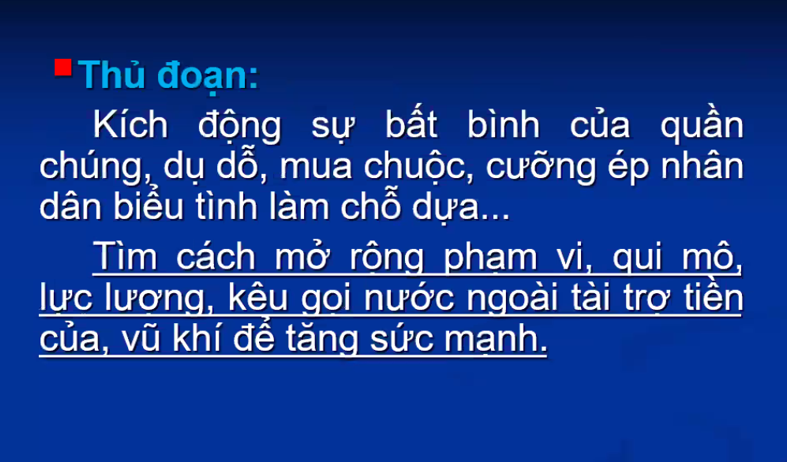 Thủ đoạn:
Kích động sự bất bình của quần
chúng, dụ dỗ, mua chuộc, cưỡng ép nhân
dân biểu tình làm chỗ dựa...
Tìm cách mở rộng phạm vi, qui mô,
lực lượng, kêu gọi nước ngoài tài trợ tiền
của, vũ khí để tăng sức mạnh.